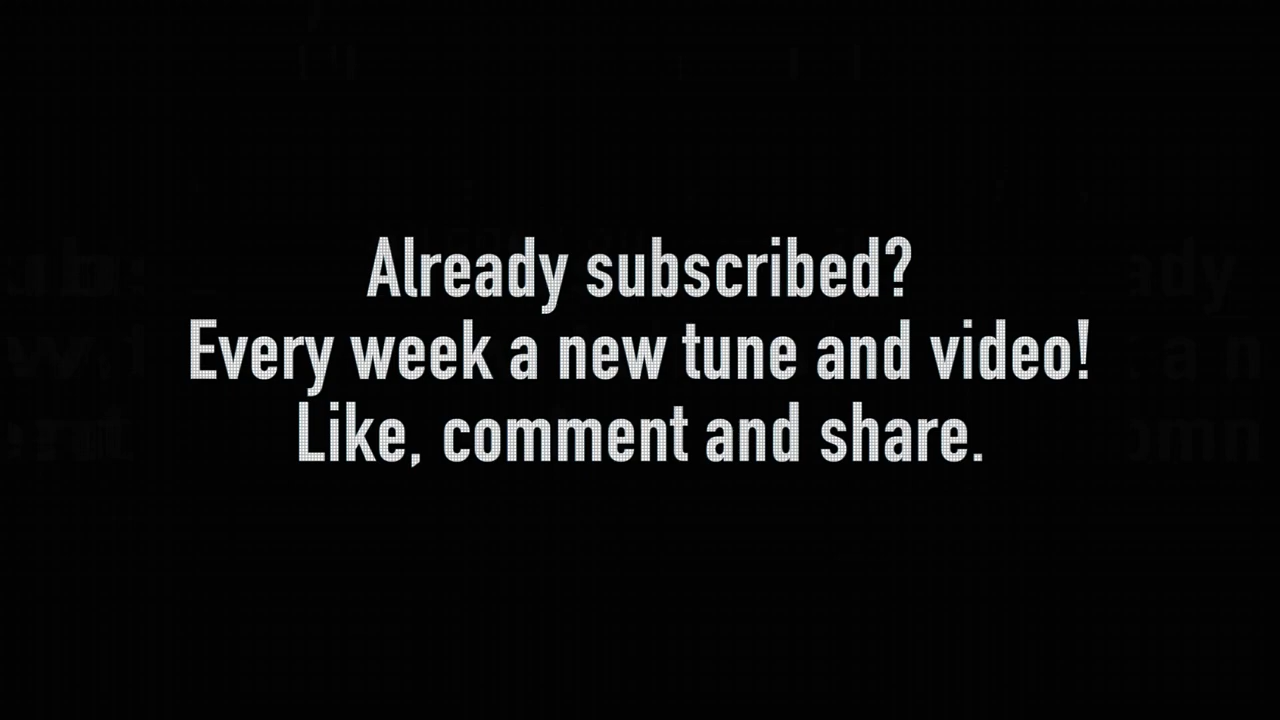 Already subscribed?
Every week a new tune and video!
Like, comment and share.